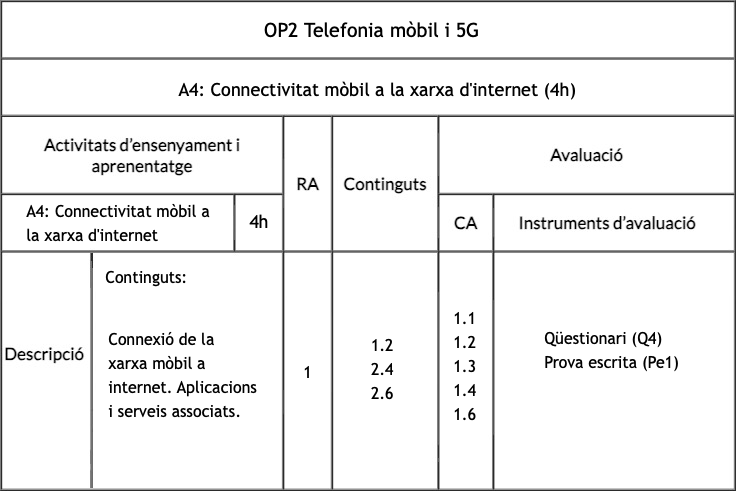 OP2 Telefonia mòbil i 5G
A4: Connectivitat mòbil a la xarxa d'internet (4h)
Activitats d’ensenyament i
aprenentatge
RA
Continguts
Avaluació
A4: Connectivitat mòbil a
la xarxa d'internet
4h
CA
Instruments d’avaluació
Descripció
Continguts:
Connexió de la
xarxa mòbil a
internet. Aplicacions
i serveis associats.
1
1.2
2.4
2.6
1.1
1.2
1.3
1.4
1.6
Qüestionari (Q4)
Prova escrita (Pe1)